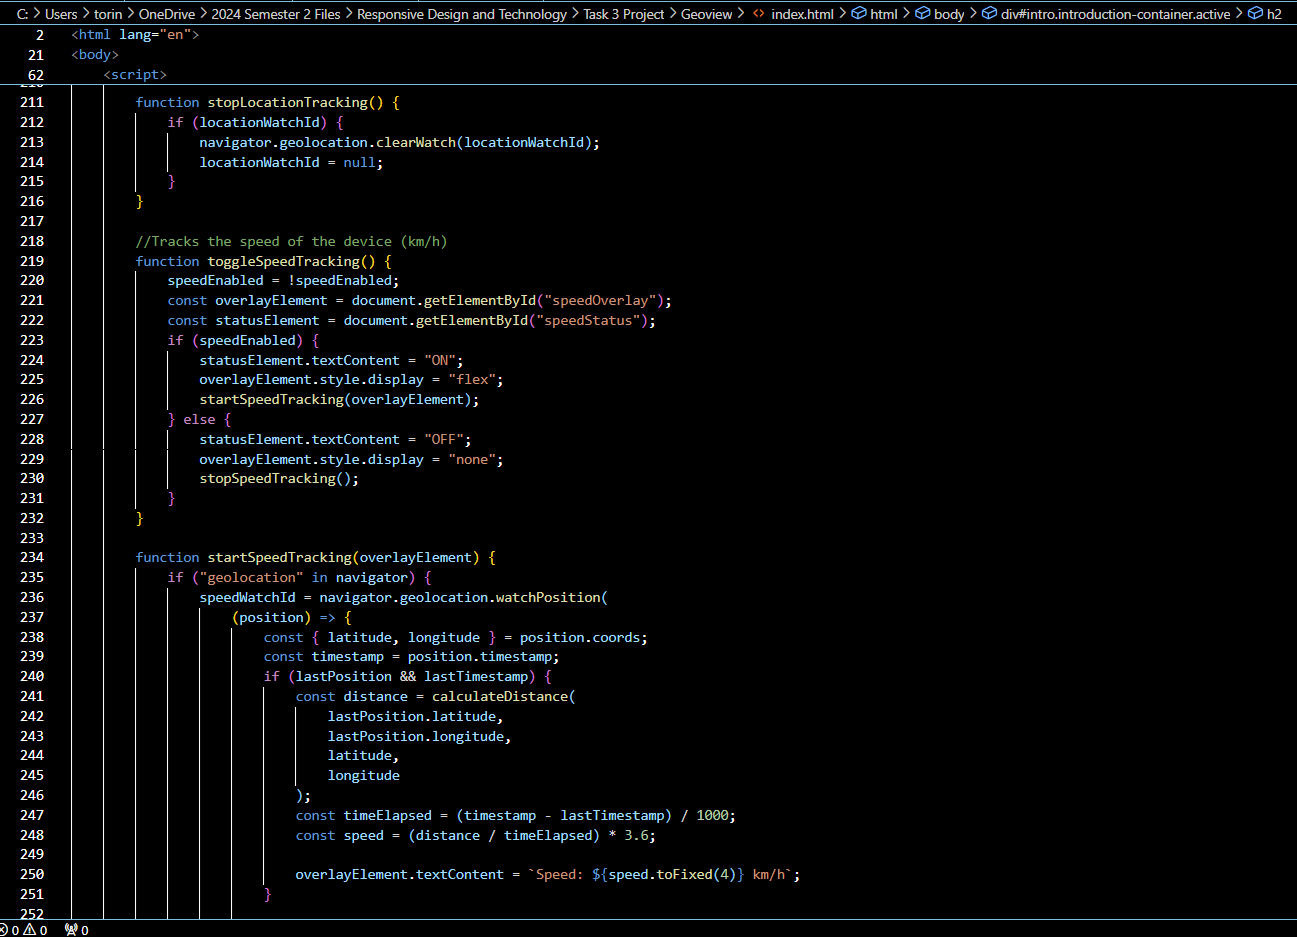 C: > Users > torin > OneDrive > 2024 Semester 2 Files > Responsive Design and Technology > Task 3 Project > Geoview > <> index.html > html > body > div#intro.introduction-container.active > h2
2 <html lang="en">
21 <body>
62 <script>
211 function stopLocationTracking() {
212 if (locationWatchId) {
213 navigator.geolocation.clearWatch(locationWatchId);
214 locationWatchId = null;
215 }
216 }
217
218 //Tracks the speed of the device (km/h)
219 function toggleSpeedTracking() {
220 speedEnabled = !speedEnabled;
221 const overlayElement = document.getElementById("speedOverlay");
222 const statusElement = document.getElementById("speedStatus");
223 if (speedEnabled) {
224 statusElement.textContent = "ON";
225 overlayElement.style.display = "flex";
226 startSpeedTracking(overlayElement);
227 } else {
228 statusElement.textContent = "OFF";
229 overlayElement.style.display = "none";
230 stopSpeedTracking();
231 }
232 }
233
234 function startSpeedTracking(overlayElement) {
235 if ("geolocation" in navigator) {
236 speedWatchId = navigator.geolocation.watchPosition(
237 (position) => {
238 const { latitude, longitude } = position.coords;
239 const timestamp = position.timestamp;
240 if (lastPosition && lastTimestamp) {
241 const distance = calculateDistance(
242 lastPosition.latitude,
243 lastPosition.longitude,
244 latitude,
245 longitude
246 );
247 const timeElapsed = (timestamp - lastTimestamp) / 1000;
248 const speed = (distance / timeElapsed) * 3.6;
249
250 overlayElement.textContent = `Speed: ${speed.toFixed(4)} km/h`;
251 }
252
0 0 0